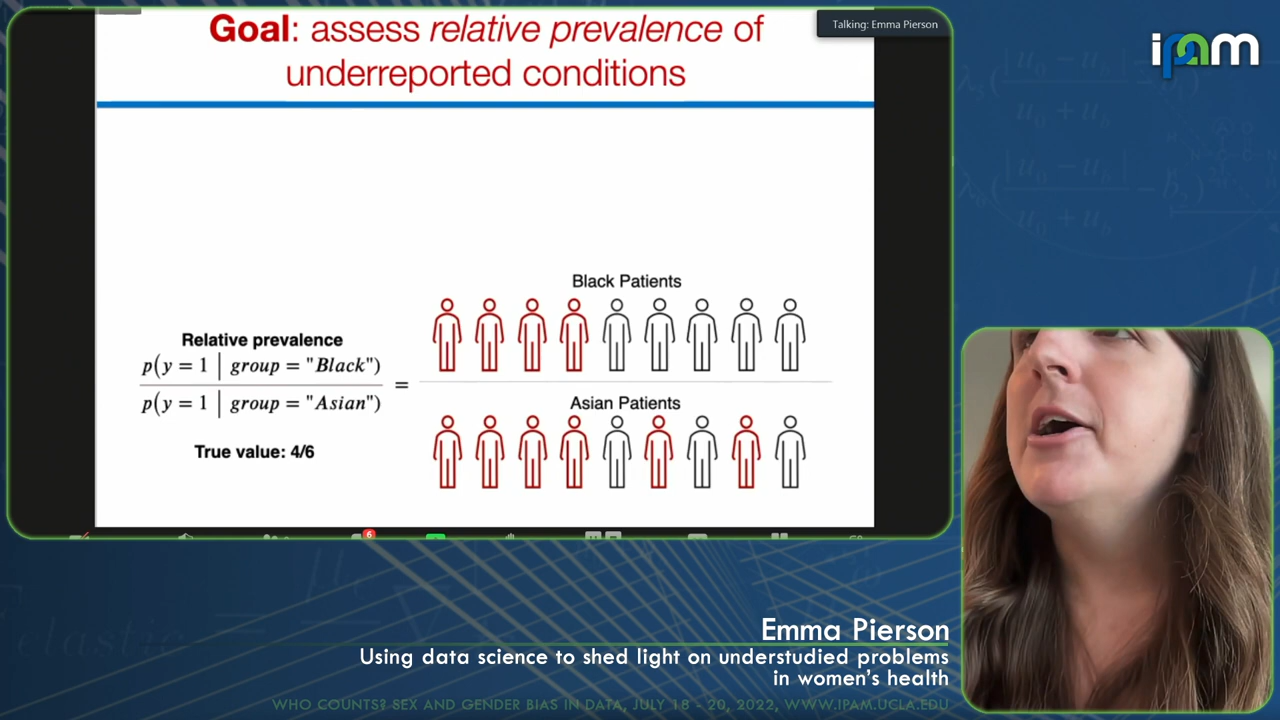 Goal: assess relative prevalence of
underreported conditions
Talking: Emma Pierson
ipam
Black Patients
Relative prevalence
p(y = 1 | group = "Black")
=
p(y = 1 | group = "Asian")
Asian Patients
True value: 4/6
6
Emma Pierson
Using data science to shed light on understudied problems
in women's health
WHO COUNTS? SEX AND GENDER BIAS IN DATA, JULY 18 - 20, 2022, WWW.IPAM.UCLA.EDU